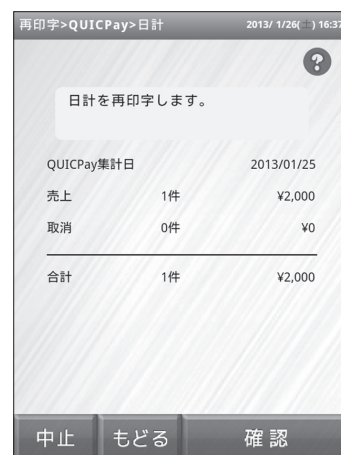 再印字>QUICPay>日計 2013/ 1/26(土) 16:37
?
日計を再印字します。
QUICPay集計日 2013/01/25
売上 1件 ¥2,000
取消 0件 ¥0
合計 1件 ¥2,000
中止 もどる 確認